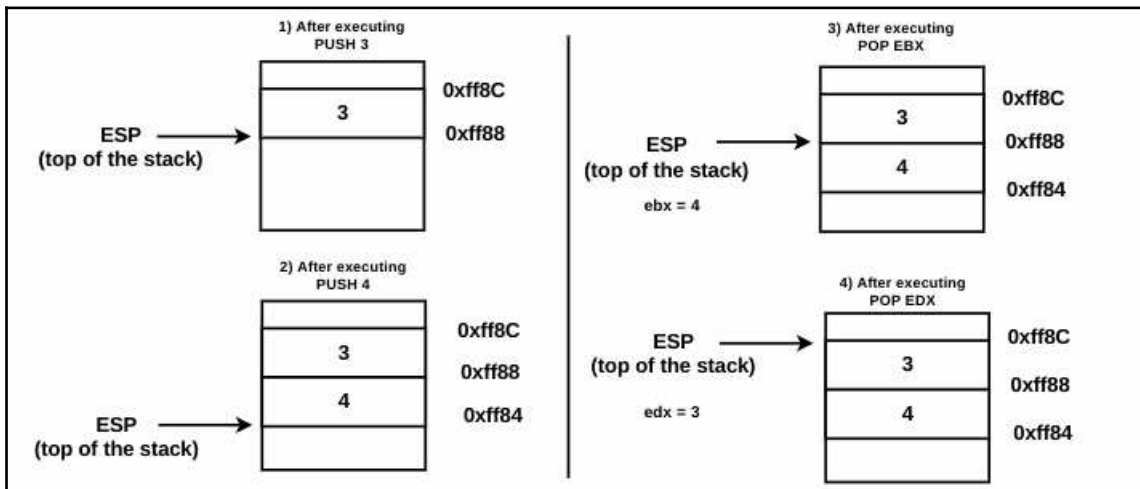 1) After executing
PUSH 3
0xff8C
3
ESP
0xff88
(top of the stack)
2) After executing
PUSH 4
0xff8C
3
0xff88
4
0xff84
ESP
(top of the stack)
3) After executing
POP EBX
0xff8C
3
ESP
0xff88
(top of the stack)
4
0xff84
ebx = 4
4) After executing
POP EDX
ESP
0xff8C
(top of the stack)
3
0xff88
edx = 3
4
0xff84